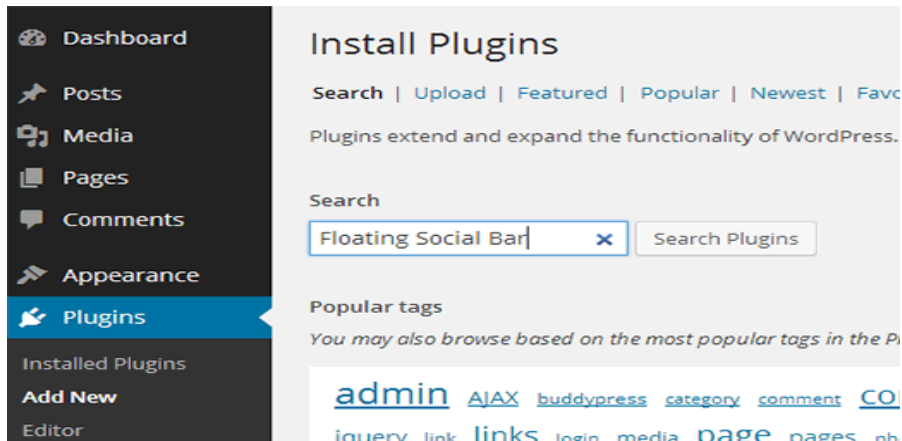 Dashboard
Posts
Media
Pages
Comments
Appearance
Plugins
Installed Plugins
Add New
Editor
Install Plugins
Search | Upload | Featured | Popular | Newest |
Plugins extend and expand the functionality of WordPress.
Search
Floating Social Bar Search Plugins
Popular tags
You may also browse based on the most popular tags in the
admin AJAX buddypress category comment
jquery link links login media page pages